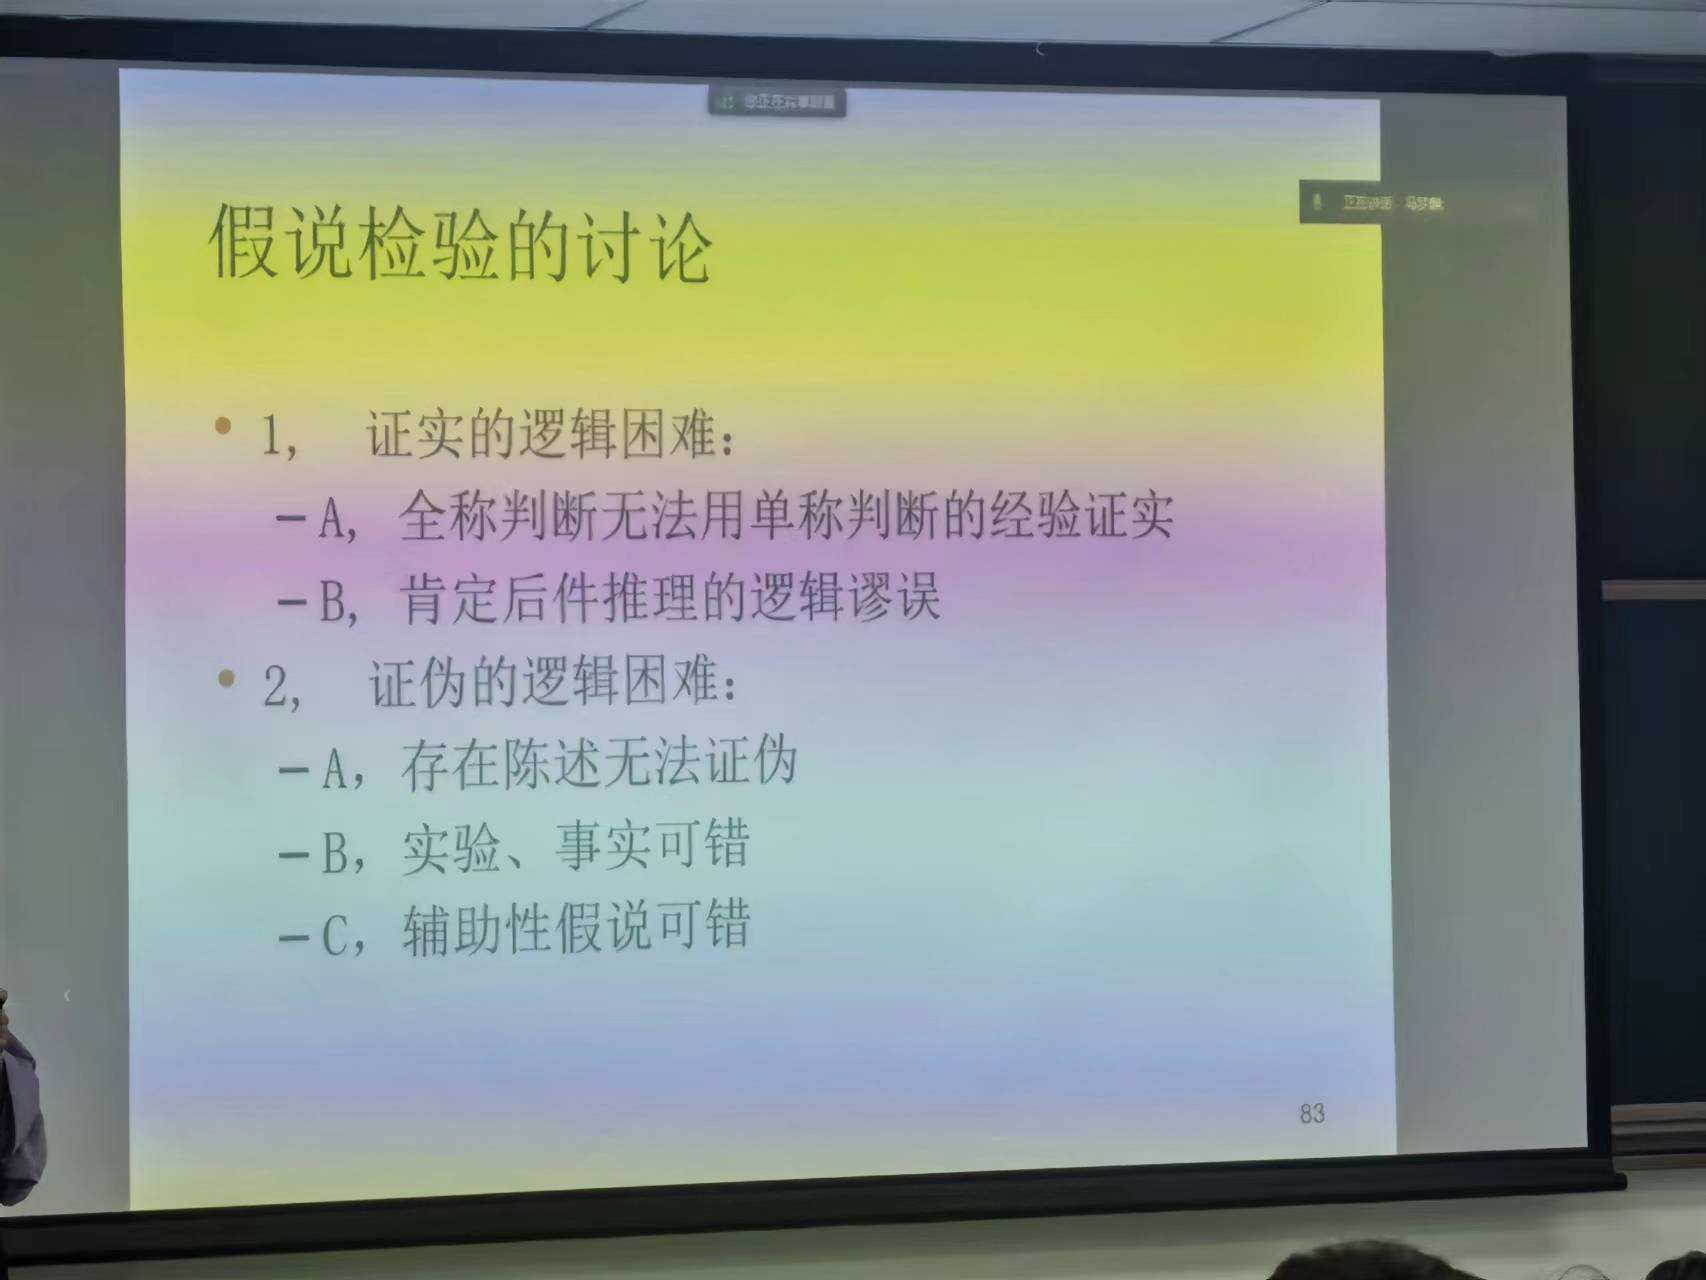 假说检验的讨论
• 1, 证实的逻辑困难:
– A, 全称判断无法用单称判断的经验证实
– B, 肯定后件推理的逻辑谬误
• 2, 证伪的逻辑困难:
– A, 存在陈述无法证伪
– B, 实验、事实可错
– C, 辅助性假说可错
83